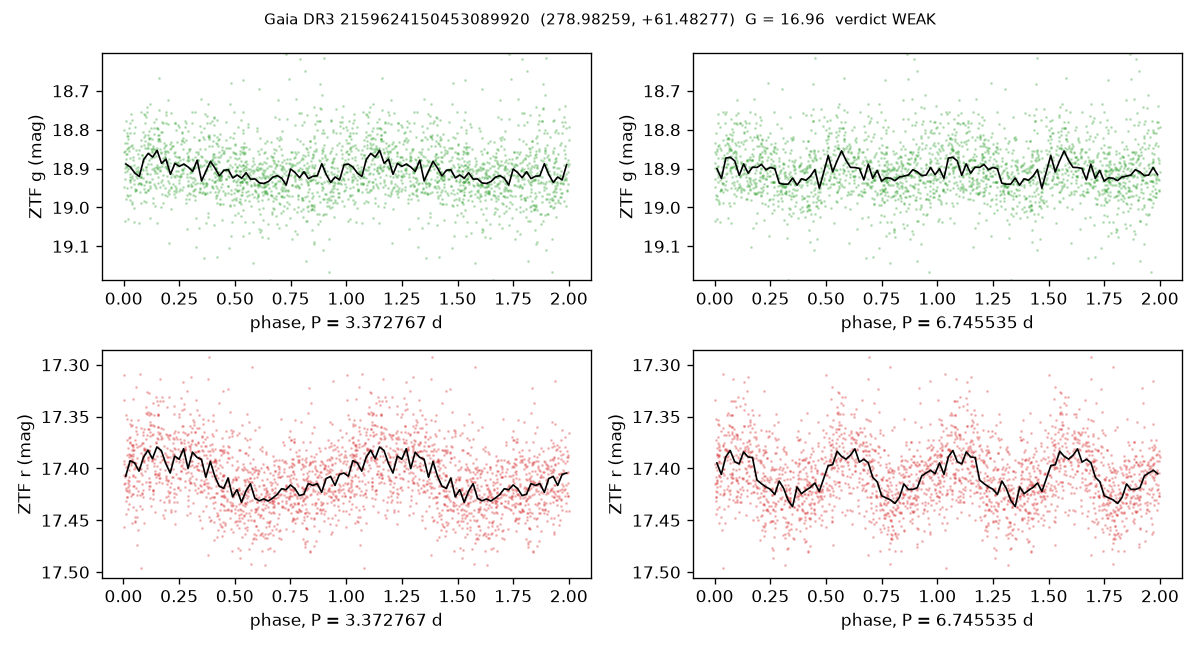 Gaia DR3 2159624150453089920 (278.98259, +61.48277) G = 16.96 verdict WEAK
ZTF g (mag)
18.7
18.8
18.9
19.0
19.1
0.00 0.25 0.50 0.75 1.00 1.25 1.50 1.75 2.00
phase, P = 3.372767 d
ZTF g (mag)
18.7
18.8
18.9
19.0
19.1
0.00 0.25 0.50 0.75 1.00 1.25 1.50 1.75 2.00
phase, P = 6.745535 d
ZTF r (mag)
17.30
17.35
17.40
17.45
17.50
0.00 0.25 0.50 0.75 1.00 1.25 1.50 1.75 2.00
phase, P = 3.372767 d
ZTF r (mag)
17.30
17.35
17.40
17.45
17.50
0.00 0.25 0.50 0.75 1.00 1.25 1.50 1.75 2.00
phase, P = 6.745535 d